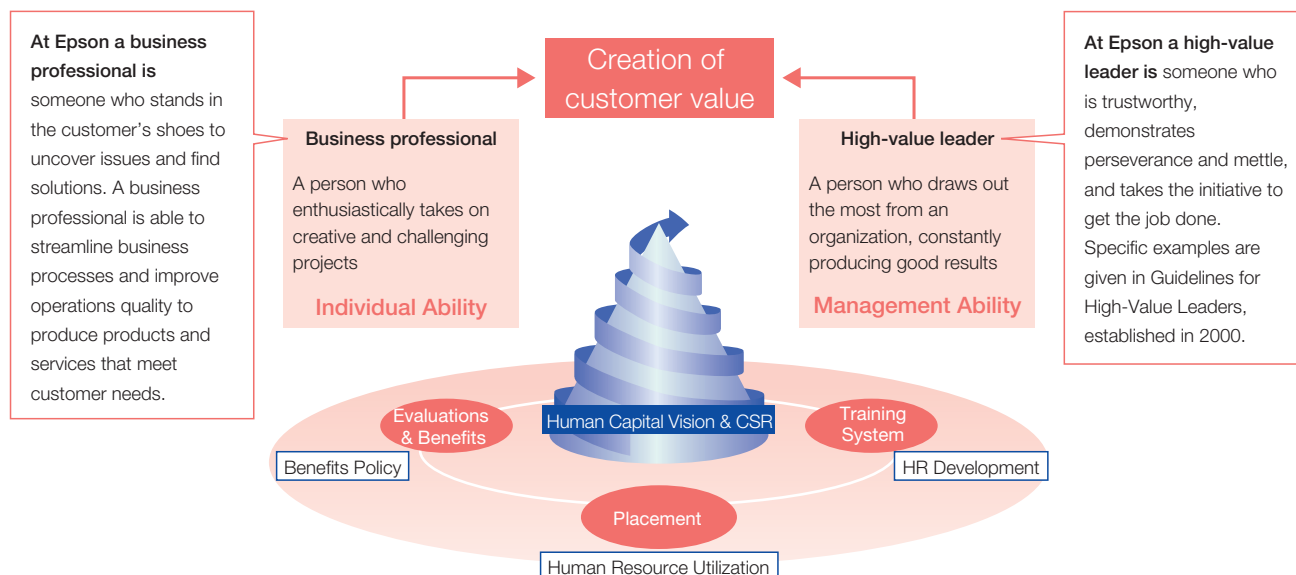 At Epson a business
professional is
someone who stands in
the customer’s shoes to
uncover issues and find
solutions. A business
professional is able to
streamline business
processes and improve
operations quality to
produce products and
services that meet
customer needs.
Creation of
customer value
Business professional
A person who
enthusiastically takes on
creative and challenging
projects
Individual Ability
High-value leader
A person who draws out
the most from an
organization, constantly
producing good results
Management Ability
At Epson a high-value
leader is someone who
is trustworthy,
demonstrates
perseverance and mettle,
and takes the initiative to
get the job done.
Specific examples are
given in Guidelines for
High-Value Leaders,
established in 2000.
Evaluations
& Benefits
Human Capital Vision & CSR
Training
System
Benefits Policy
HR Development
Placement
Human Resource Utilization